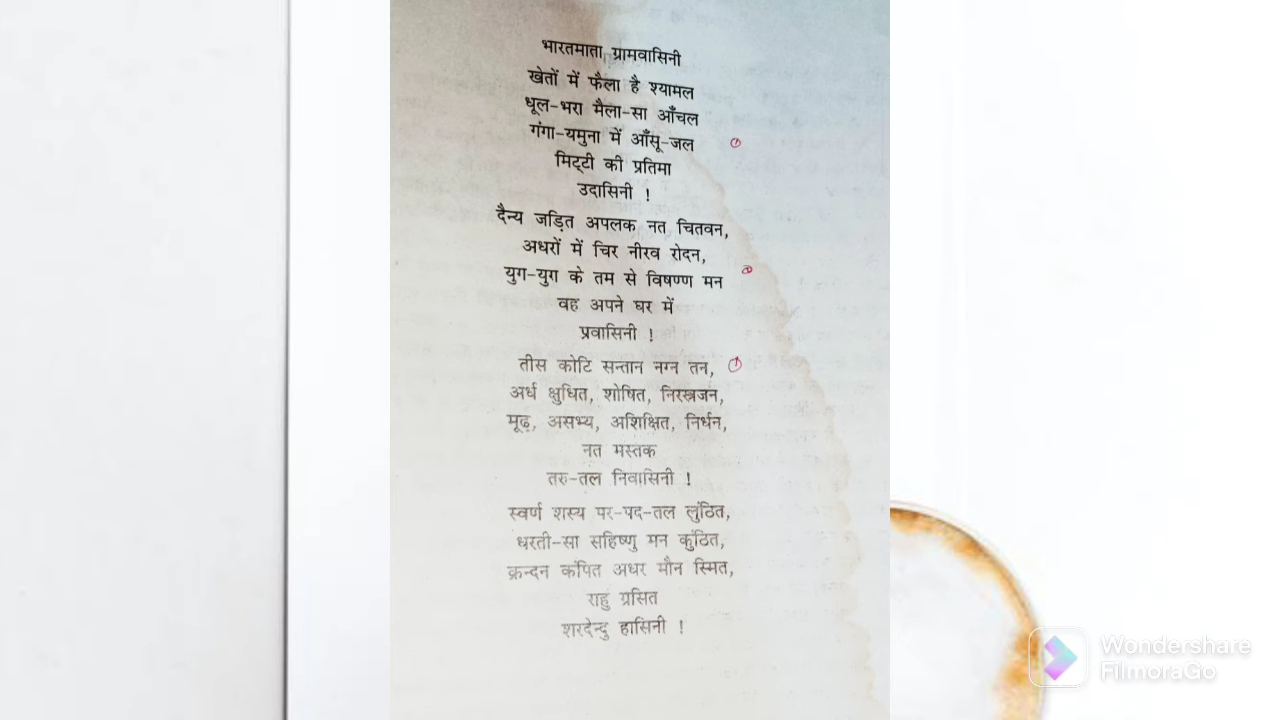 भारतमाता ग्रामवासिनी
खेतों में फैला है श्यामल
धूल-भरा मैला-सा आँचल
गंगा-यमुना में आँसू-जल
मिट्टी की प्रतिमा
उदासिनी !
दैन्य जड़ित अपलक नत चितवन,
अधरों में चिर नीरव रोदन,
युग-युग के तम से विषण्ण मन
वह अपने घर में
प्रवासिनी !
तीस कोटि सन्तान नग्न तन,
अर्ध क्षुधित, शोषित, निरस्त्रजन,
मूढ़, असभ्य, अशिक्षित, निर्धन,
नत मस्तक
तरु-तल निवासिनी !
स्वर्ण शस्य पर-पद-तल लुंठित,
धरती-सा सहिष्णु मन कुंठित,
क्रन्दन कंपित अधर मौन स्मित,
राहु ग्रसित
शरदेन्दु हासिनी !
Wondershare
FilmoraGo